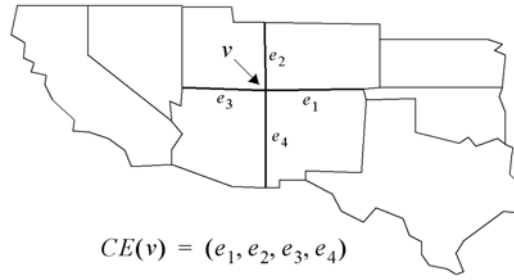 v
e₂
e₃
e₁
e₄
CE(v) = (e₁, e₂, e₃, e₄)